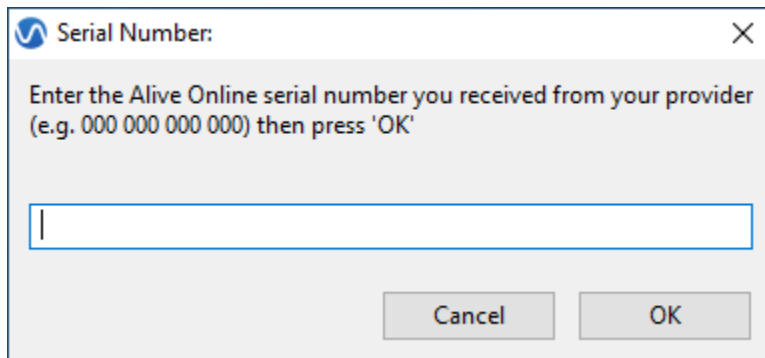 Serial Number:
Enter the Alive Online serial number you received from your provider
(e.g. 000 000 000 000) then press 'OK'
Cancel
OK